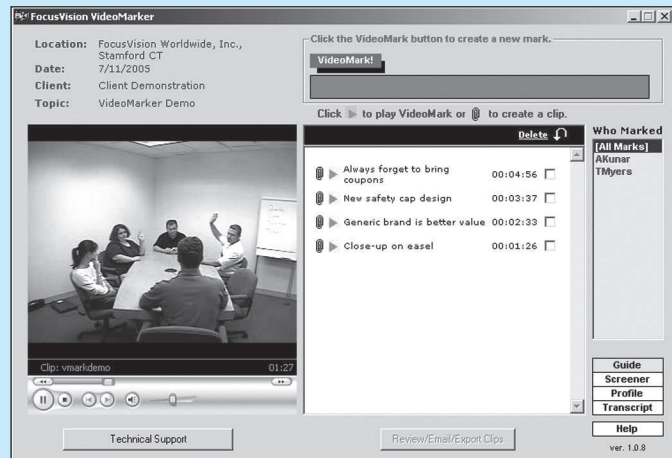 FocusVision VideoMarker
Location: FocusVision Worldwide, Inc.,
Stamford CT
Date: 7/11/2005
Client: Client Demonstration
Topic: VideoMarker Demo
Click the VideoMark button to create a new mark.
VideoMark!
Click to play VideoMark or to create a clip.
Delete
Always forget to bring
coupons 00:04:56
New safety cap design 00:03:37
Generic brand is better value 00:02:33
Close-up on easel 00:01:26
Who Marked
[All Marks]
AKunar
TMyers
Clip: vmarkdemo 01:27
Guide
Screener
Profile
Transcript
Help
ver. 1.0.8
Technical Support
Review/Email/Export Clips